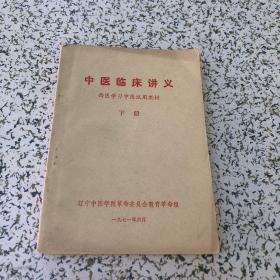 中医临床讲义
西医学习中医试用教材
下册
辽宁中医学院革命委员会教育革命组
一九七一年六月